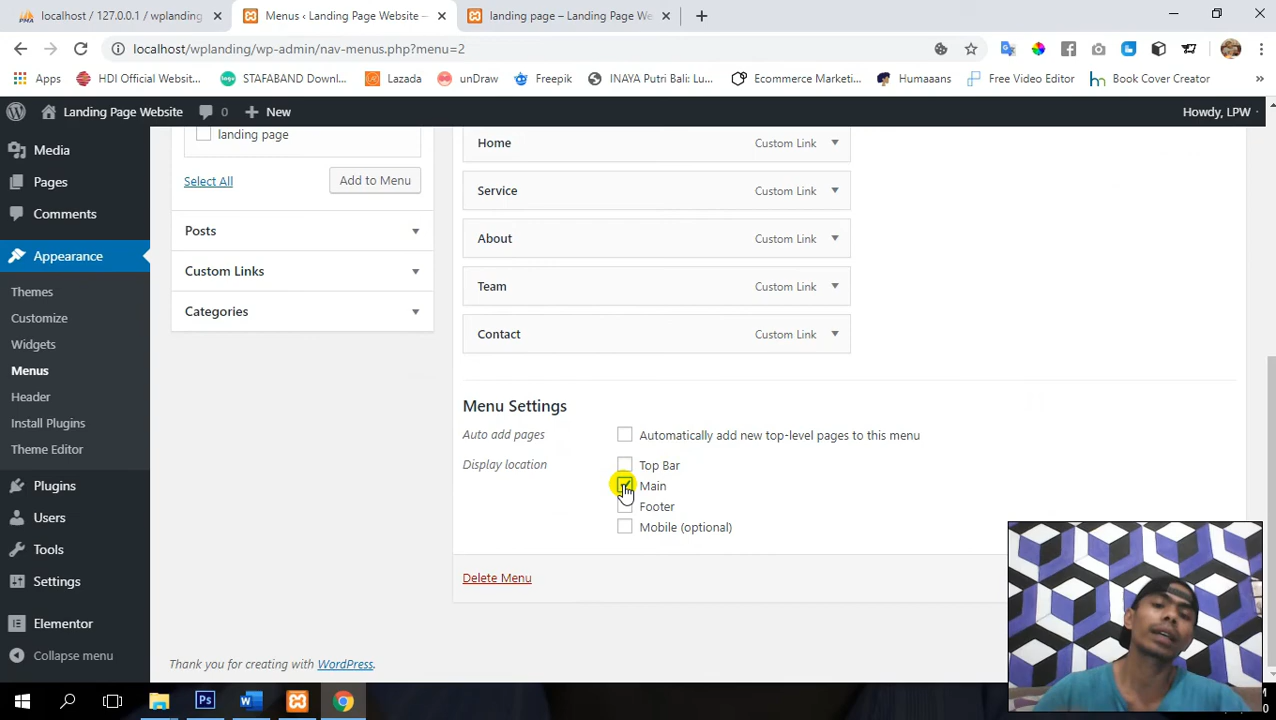 localhost / 127.0.0.1 / wplanding
Menus ‹ Landing Page Website —
landing page – Landing Page We
localhost/wplanding/wp-admin/nav-menus.php?menu=2
Apps
HDI Official Websit...
STAFABAND Downl...
Lazada
unDraw
Freepik
INAYA Putri Bali: Lu...
Ecommerce Marketi...
Humaaans
Free Video Editor
Book Cover Creator
»
Landing Page Website
0
New
Howdy, LPW
Media
Pages
Comments
Appearance
Themes
Customize
Widgets
Menus
Header
Install Plugins
Theme Editor
Plugins
Users
Tools
Settings
Elementor
Collapse menu
landing page
Select All
Add to Menu
Posts
Custom Links
Categories
Home Custom Link
Service Custom Link
About Custom Link
Team Custom Link
Contact Custom Link
Menu Settings
Auto add pages
Automatically add new top-level pages to this menu
Display location
Top Bar
Main
Footer
Mobile (optional)
Delete Menu
Thank you for creating with WordPress.